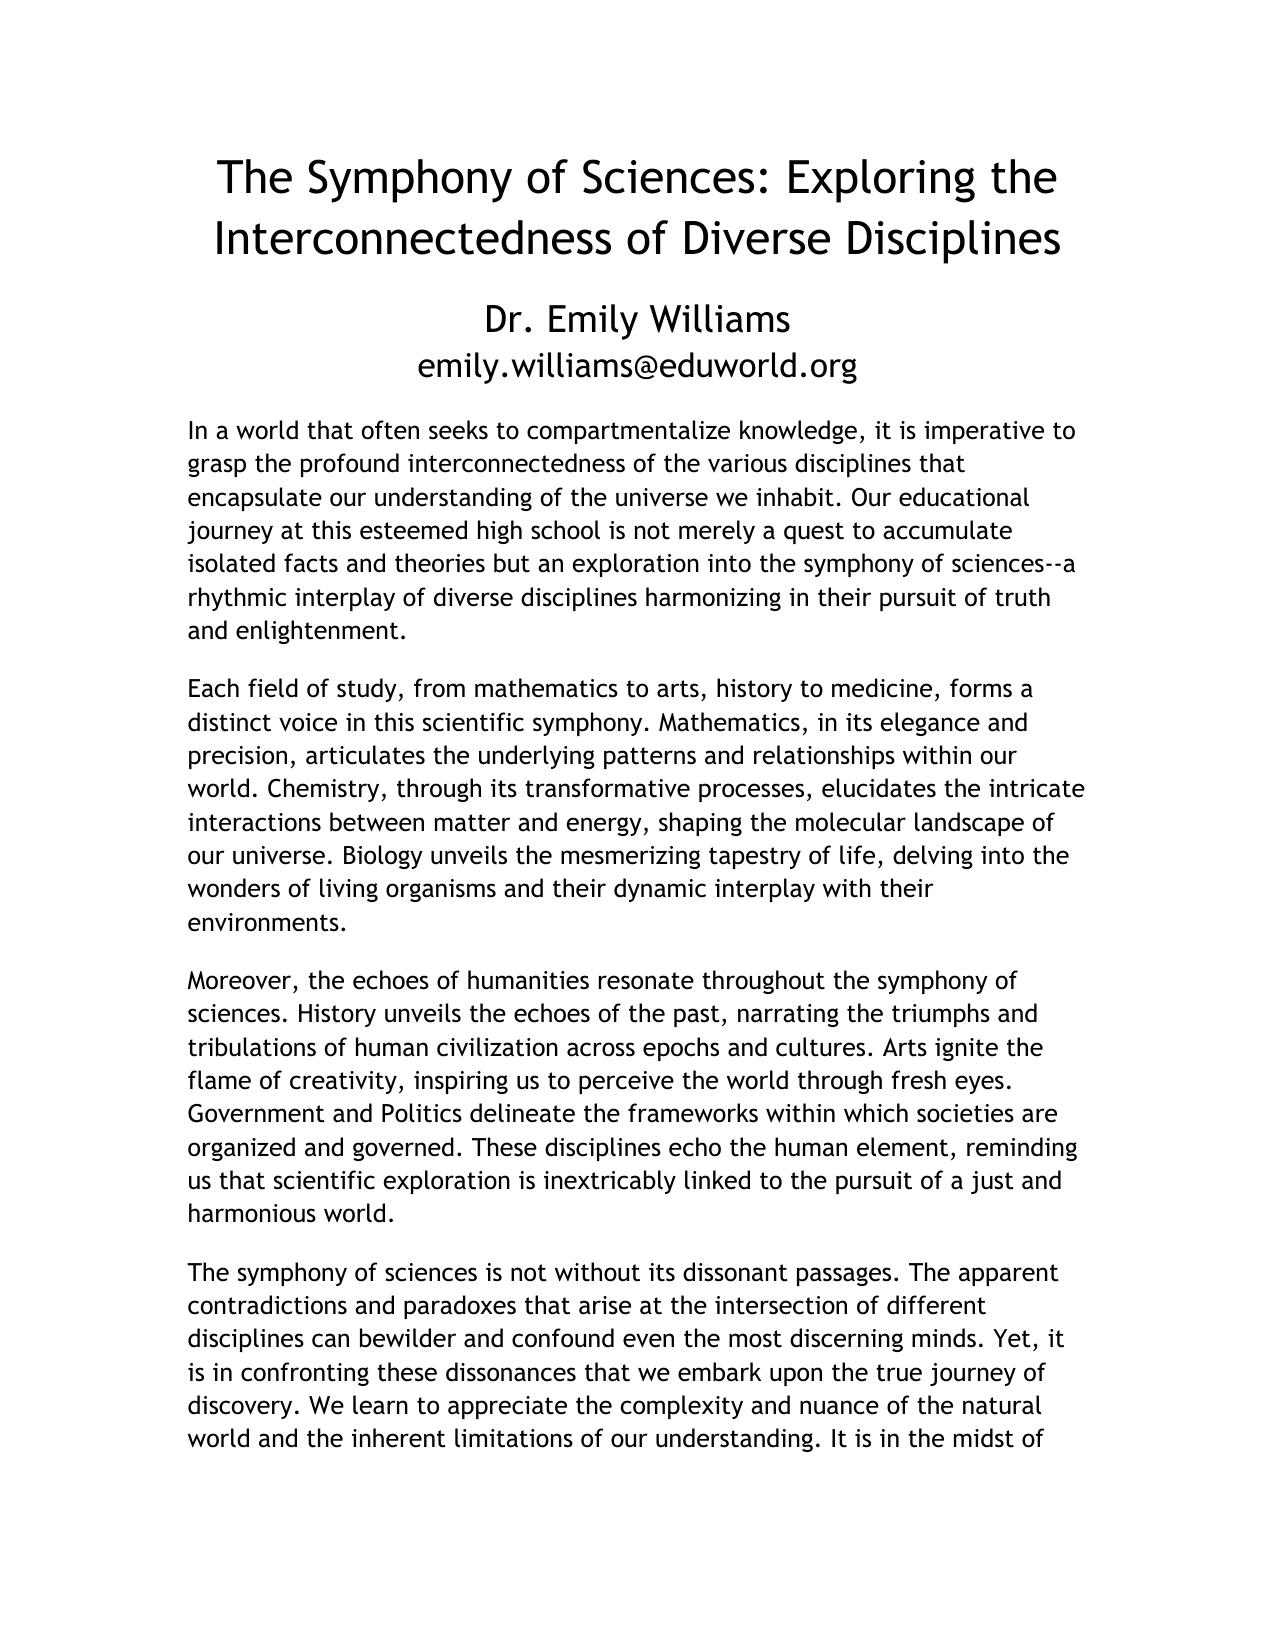 The Symphony of Sciences: Exploring the
Interconnectedness of Diverse Disciplines
Dr. Emily Williams
emily.williams@eduworld.org
In a world that often seeks to compartmentalize knowledge, it is imperative to
grasp the profound interconnectedness of the various disciplines that
encapsulate our understanding of the universe we inhabit. Our educational
journey at this esteemed high school is not merely a quest to accumulate
isolated facts and theories but an exploration into the symphony of sciences--a
rhythmic interplay of diverse disciplines harmonizing in their pursuit of truth
and enlightenment.
Each field of study, from mathematics to arts, history to medicine, forms a
distinct voice in this scientific symphony. Mathematics, in its elegance and
precision, articulates the underlying patterns and relationships within our
world. Chemistry, through its transformative processes, elucidates the intricate
interactions between matter and energy, shaping the molecular landscape of
our universe. Biology unveils the mesmerizing tapestry of life, delving into the
wonders of living organisms and their dynamic interplay with their
environments.
Moreover, the echoes of humanities resonate throughout the symphony of
sciences. History unveils the echoes of the past, narrating the triumphs and
tribulations of human civilization across epochs and cultures. Arts ignite the
flame of creativity, inspiring us to perceive the world through fresh eyes.
Government and Politics delineate the frameworks within which societies are
organized and governed. These disciplines echo the human element, reminding
us that scientific exploration is inextricably linked to the pursuit of a just and
harmonious world.
The symphony of sciences is not without its dissonant passages. The apparent
contradictions and paradoxes that arise at the intersection of different
disciplines can bewilder and confound even the most discerning minds. Yet, it
is in confronting these dissonances that we embark upon the true journey of
discovery. We learn to appreciate the complexity and nuance of the natural
world and the inherent limitations of our understanding. It is in the midst of